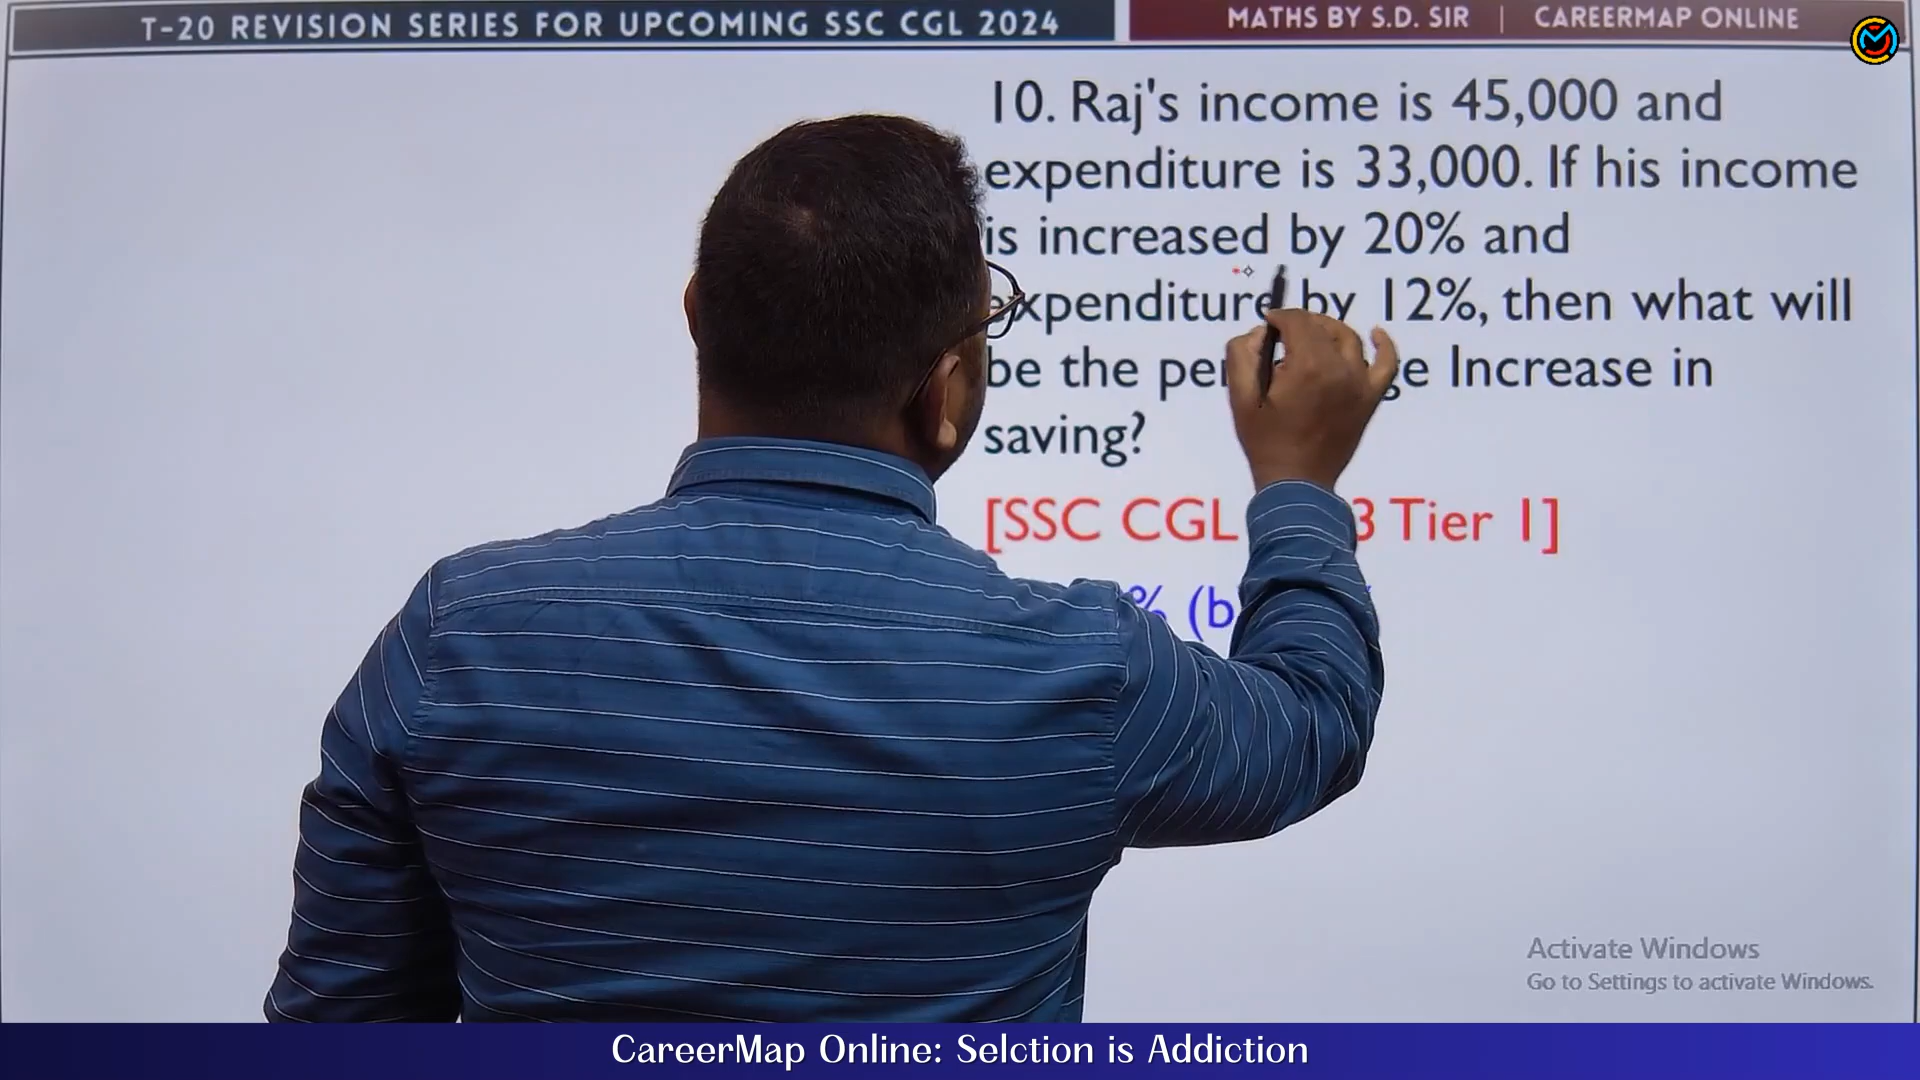 T-20 REVISION SERIES FOR UPCOMING SSC CGL 2024
MATHS BY S.D. SIR | CAREERMAP ONLINE
10. Raj's income is 45,000 and
expenditure is 33,000. If his income
is increased by 20% and
expenditure by 12%, then what will
be the Increase in
saving?
[SSC CGL Tier 1]
% (b
Activate Windows
Go to Settings to activate Windows.
CareerMap Online: Selction is Addiction